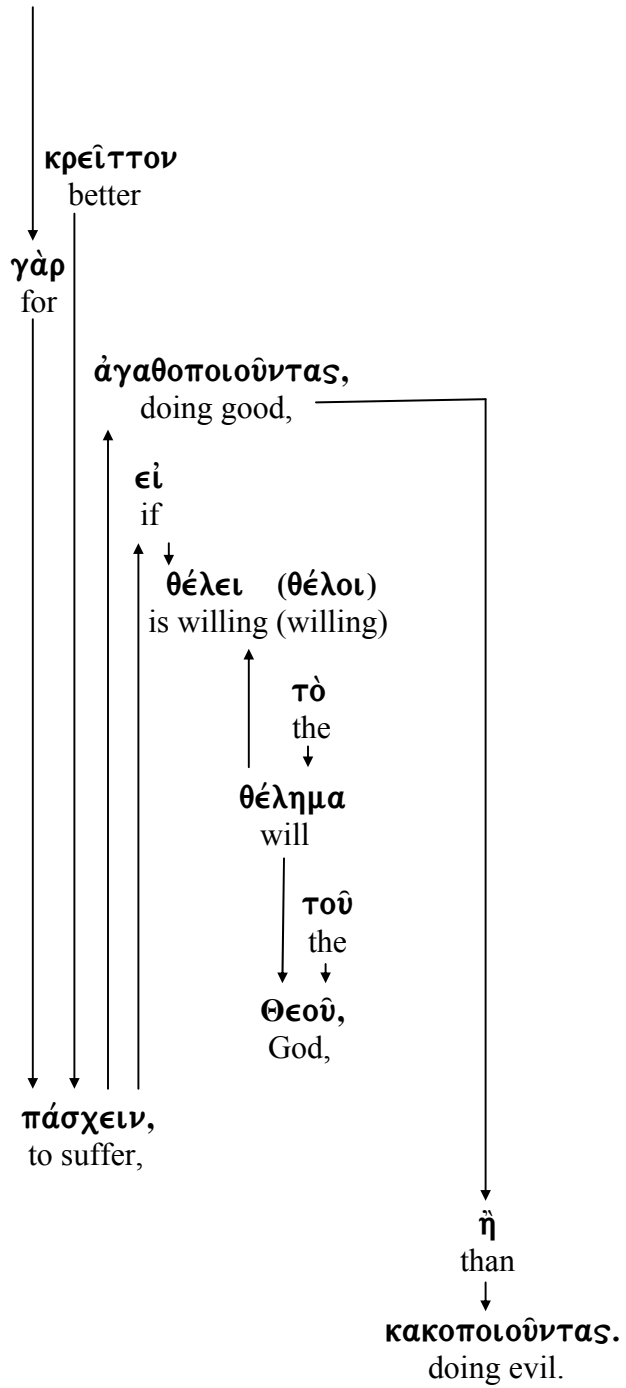 κρεῖττον
better
γὰρ
for
ἀγαθοποιοῦντας,
doing good,
εἰ
if
θέλει (θέλοι)
is willing (willing)
τὸ
the
θέλημα
will
τοῦ
the
Θεοῦ,
God,
πάσχειν,
to suffer,
ἢ
than
κακοποιοῦντας.
doing evil.